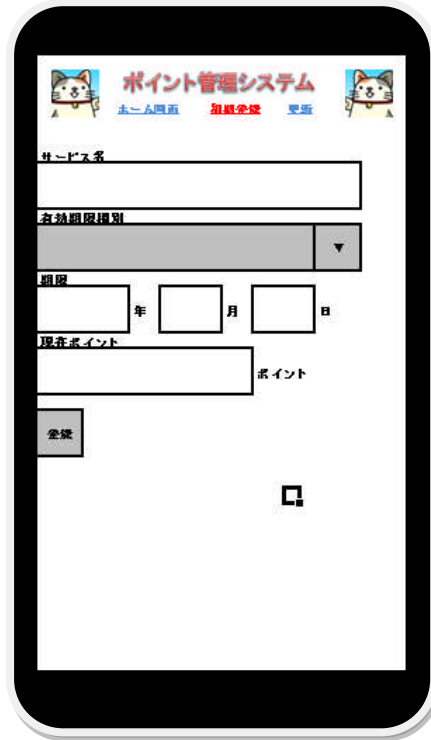 ポイント管理システム
ホーム画面 初期登録 更新
サービス名
有効期限種別
▼
期限
年 月 日
現在ポイント
ポイント
登録